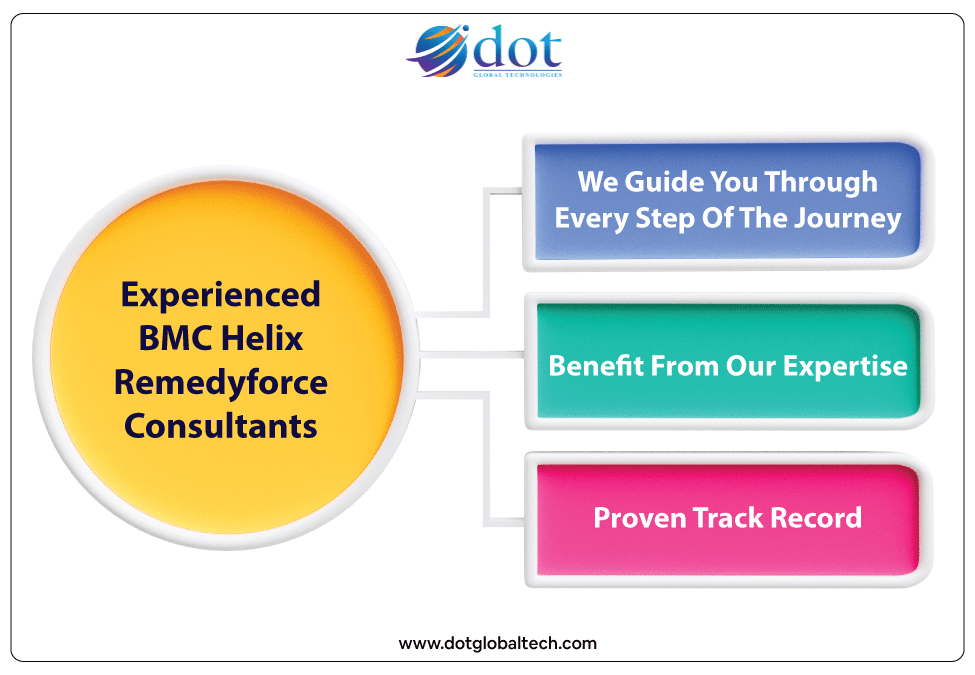 dot
GLOBAL TECHNOLOGIES
Experienced
BMC Helix
Remedyforce
Consultants
We Guide You Through
Every Step Of The Journey
Benefit From Our Expertise
Proven Track Record
www.dotglobaltech.com